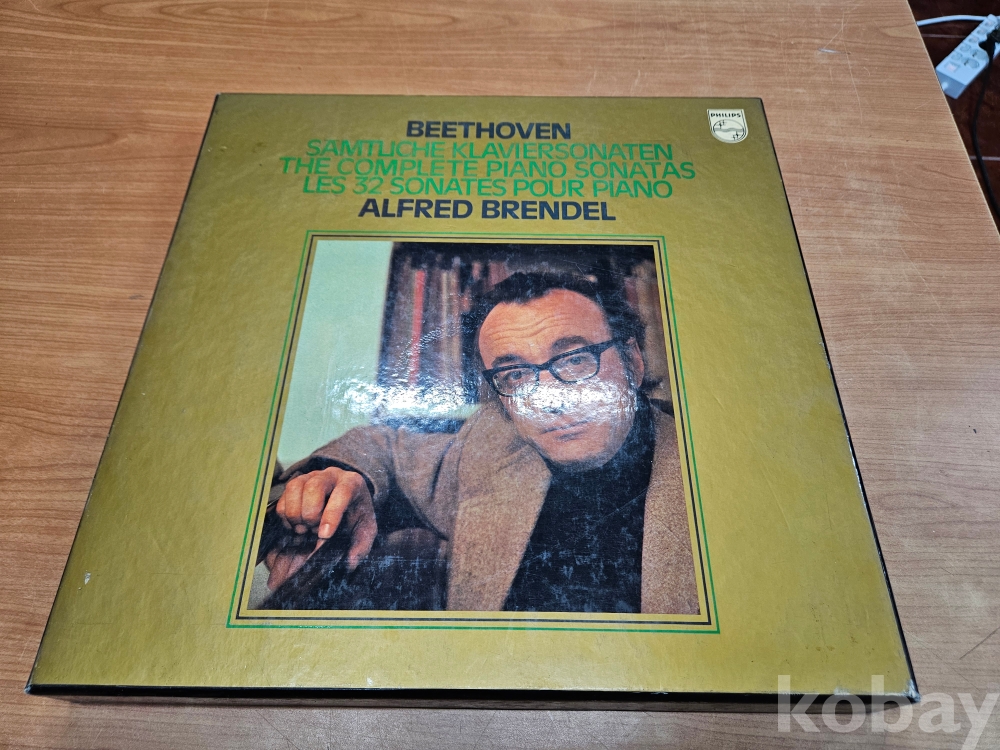 PHILIPS
BEETHOVEN
SÄMTLICHE KLAVIERSONATEN
THE COMPLETE PIANO SONATAS
LES 32 SONATES POUR PIANO
ALFRED BRENDEL
kobay